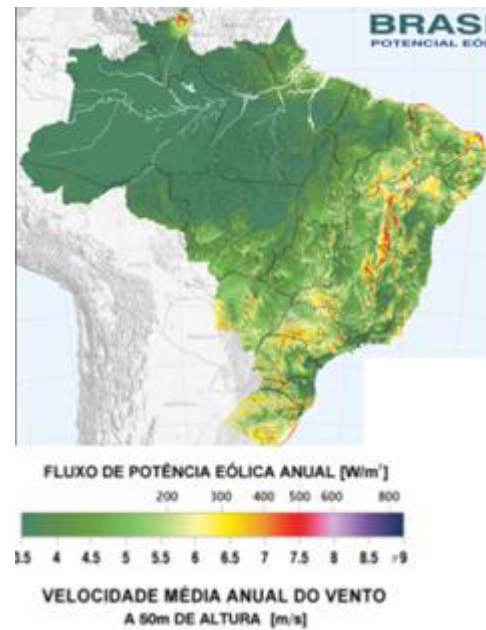 BRASI
POTENCIAL EÓL
FLUXO DE POTÊNCIA EÓLICA ANUAL [W/m²]
200 300 400 500 600 800
3.5 4 4.5 5 5.5 6 6.5 7 7.5 8 8.5 >9
VELOCIDADE MÉDIA ANUAL DO VENTO
A 50m DE ALTURA [m/s]